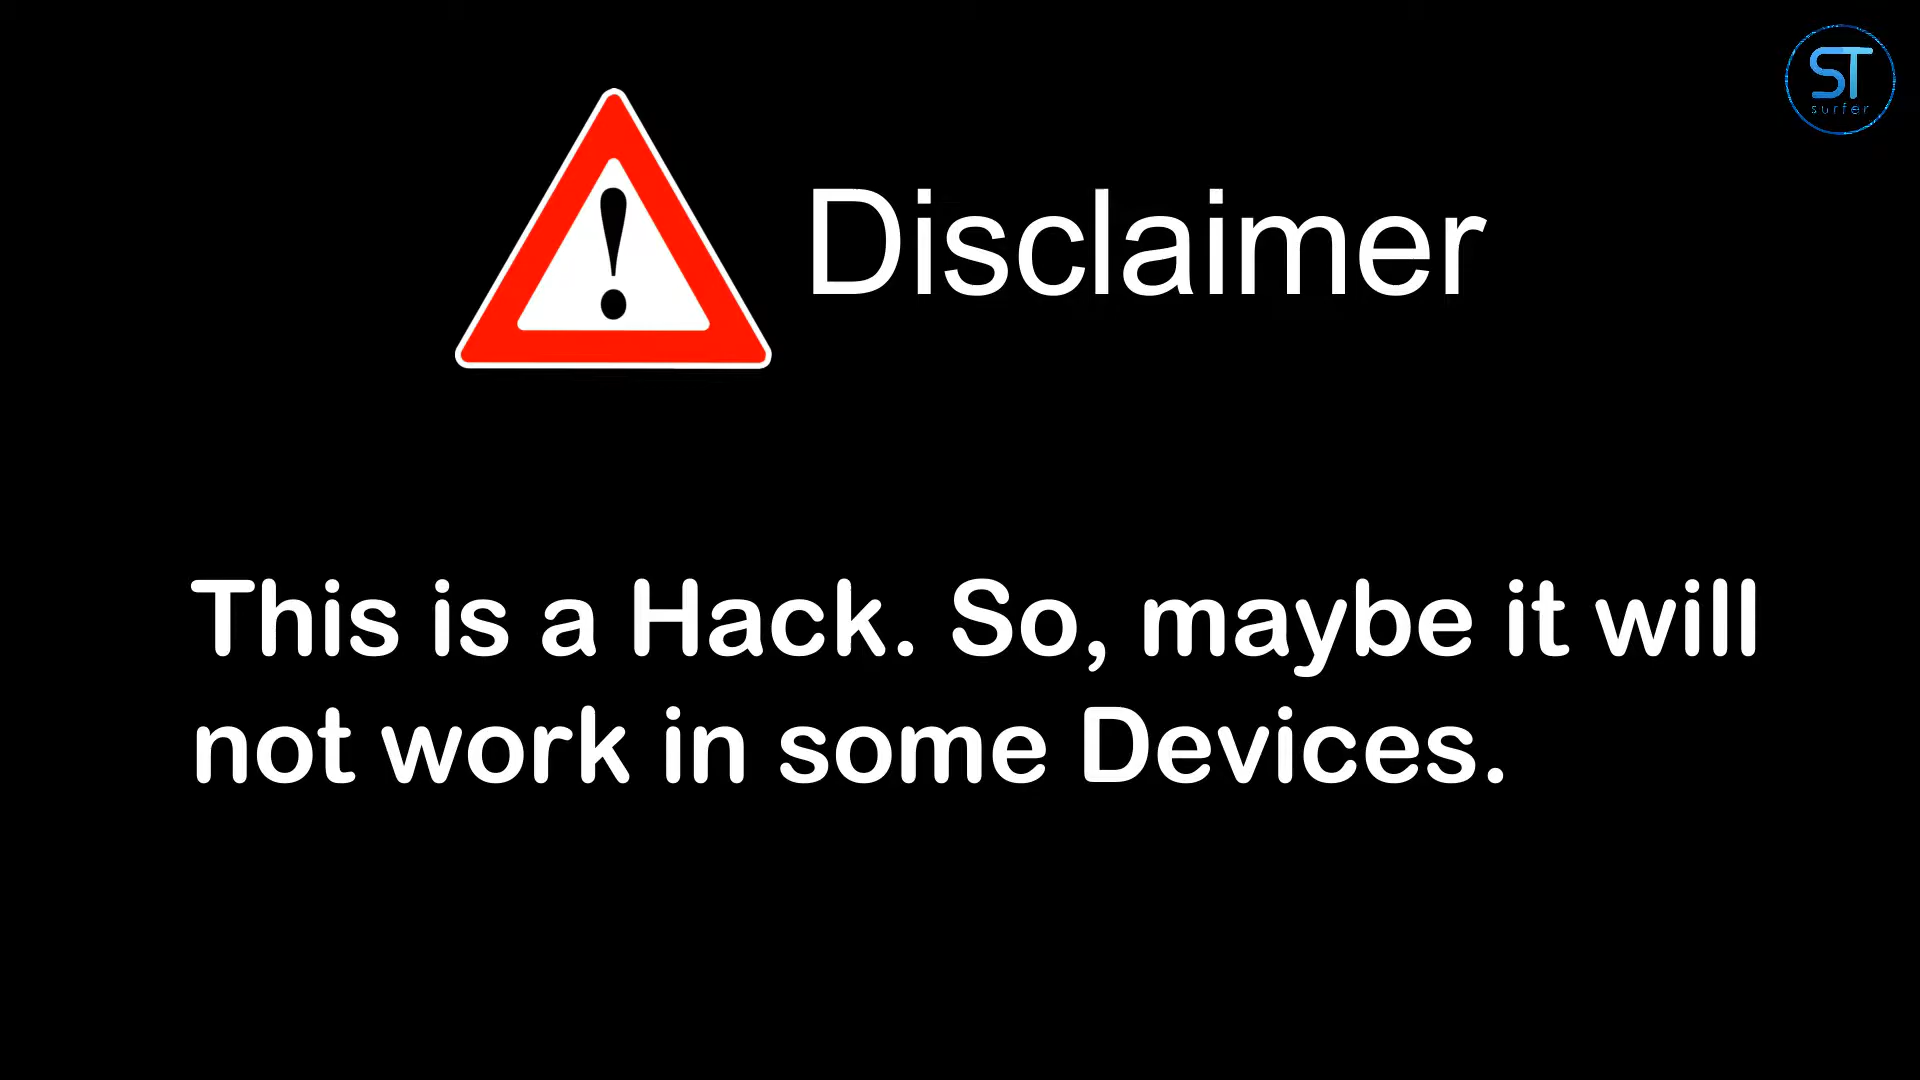 ST
surfer
!
Disclaimer
This is a Hack. So, maybe it will
not work in some Devices.